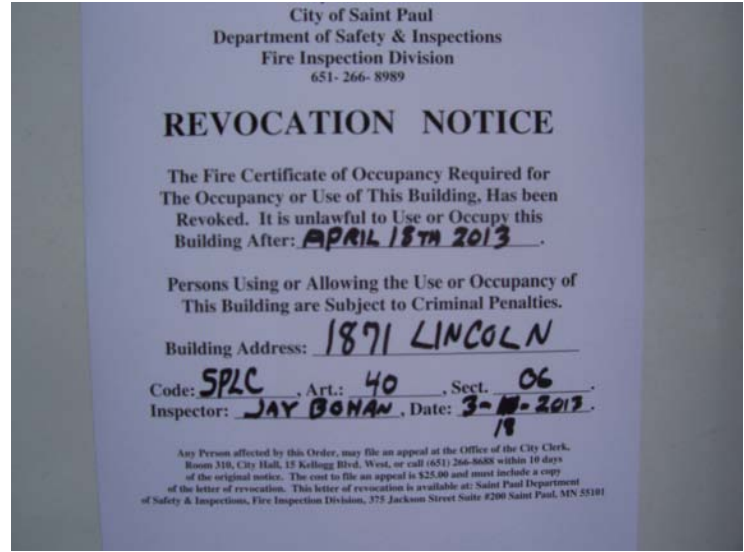 City of Saint Paul
Department of Safety & Inspections
Fire Inspection Division
651- 266- 8989
REVOCATION NOTICE
The Fire Certificate of Occupancy Required for
The Occupancy or Use of This Building, Has been
Revoked. It is unlawful to Use or Occupy this
Building After: APRIL 18TH 2013.
Persons Using or Allowing the Use or Occupancy of
This Building are Subject to Criminal Penalties.
Building Address: 1871 LINCOLN
Code: SPLC, Art.: 40, Sect. 06.
Inspector: JAY BOHAN, Date: 3- - 2013.
18
Any Person affected by this Order, may file an appeal at the Office of the City Clerk,
Room 310, City Hall, 15 Kellogg Blvd. West, or call (651) 266-8688 within 10 days
of the original notice. The cost to file an appeal is $25.00 and must include a copy
of the letter of revocation. This letter of revocation is available at: Saint Paul Department
of Safety & Inspections, Fire Inspection Division, 375 Jackson Street Suite #200 Saint Paul, MN 55101